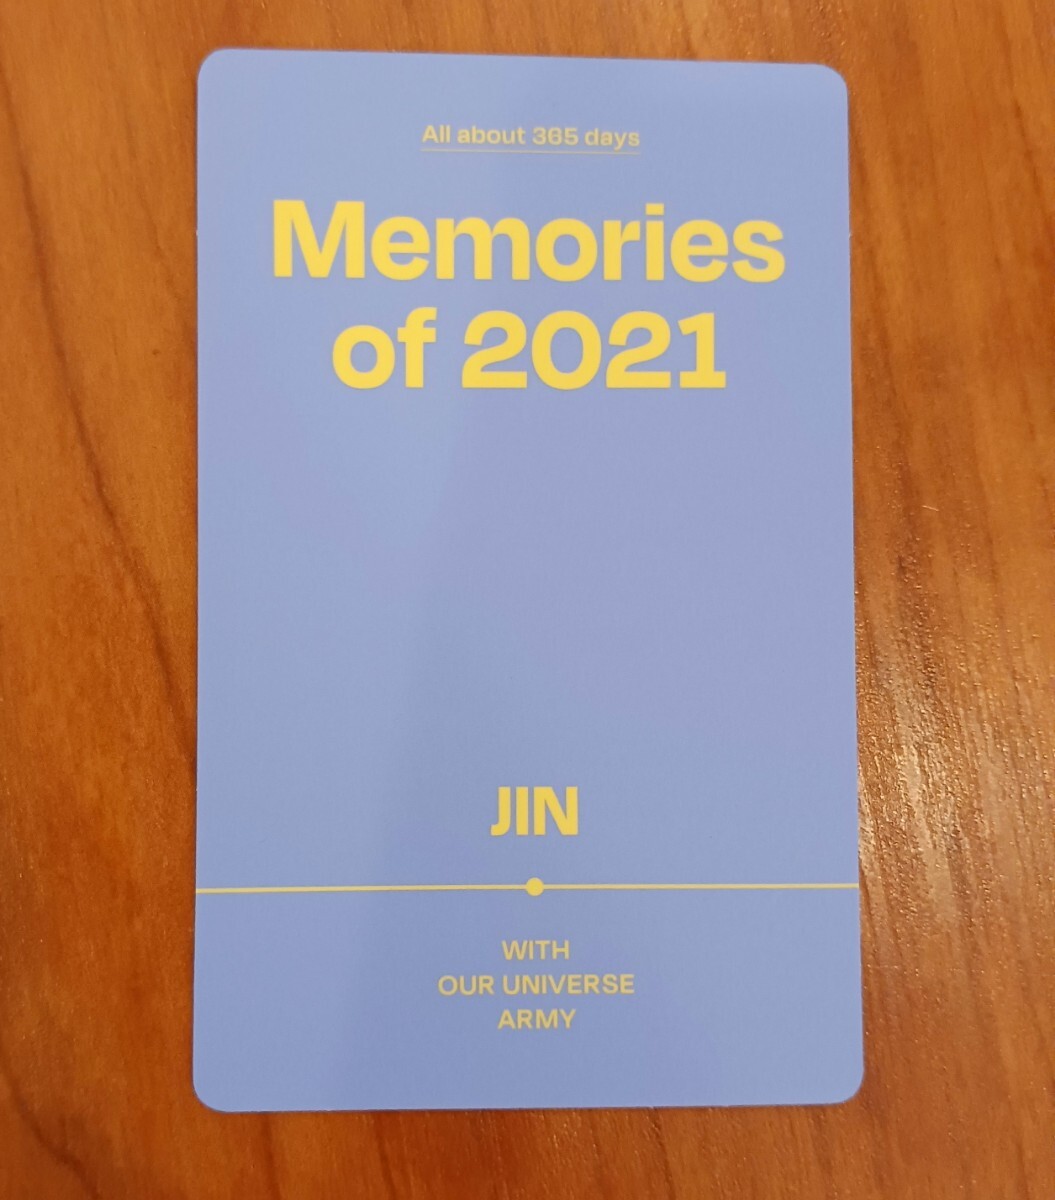 All about 365 days
Memories
of 2021
JIN
WITH
OUR UNIVERSE
ARMY